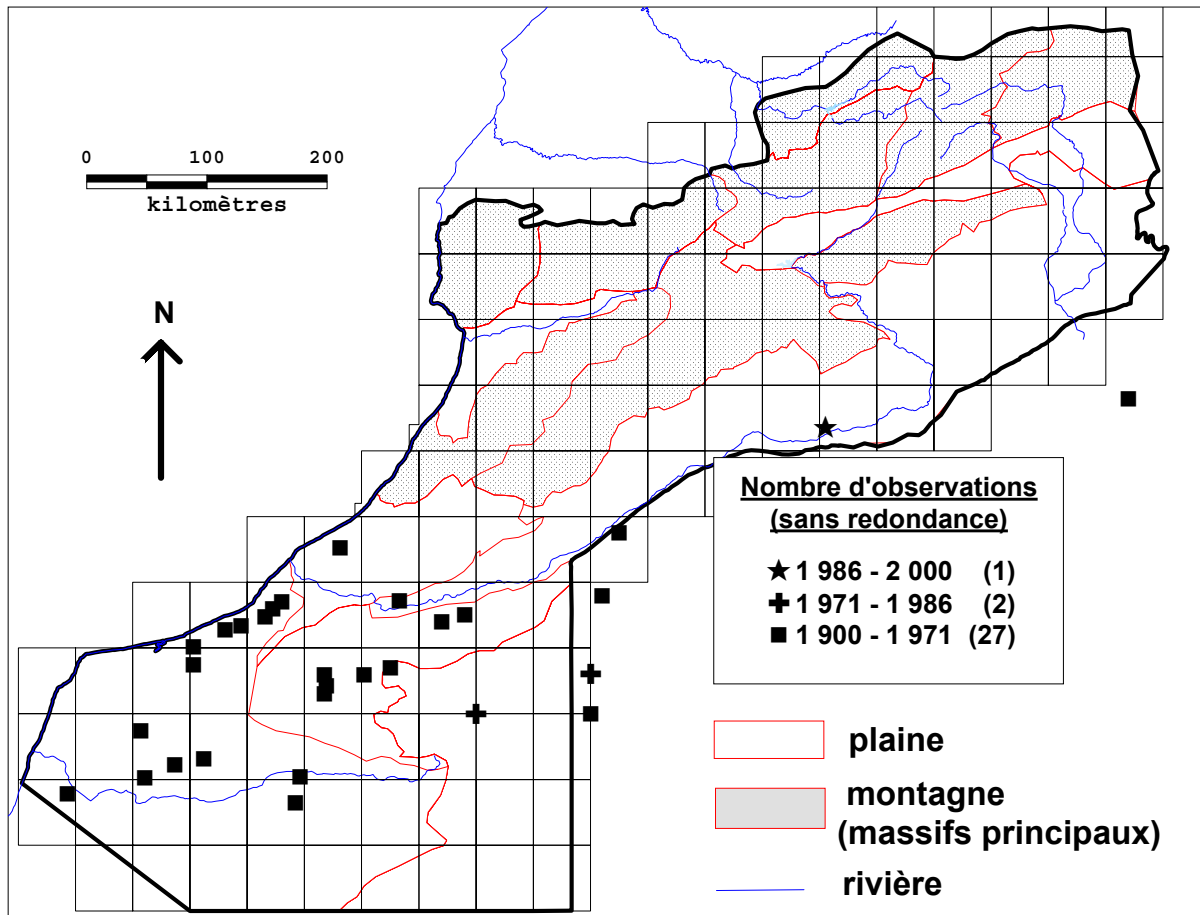 0 100 200
kilomètres
N
Nombre d'observations
(sans redondance)
1 986 - 2 000 (1)
1 971 - 1 986 (2)
1 900 - 1 971 (27)
plaine
montagne
(massifs principaux)
rivière